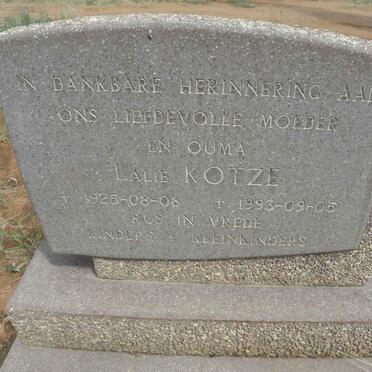 IN DANKBARE HERINNERING AAN
ONS LIEFDEVOLLE MOEDER
EN OUMA
LALIE KOTZE
* 1925-08-08 + 1993-09-05
RUS IN VREDE
KINDERS + KLEINKINDERS